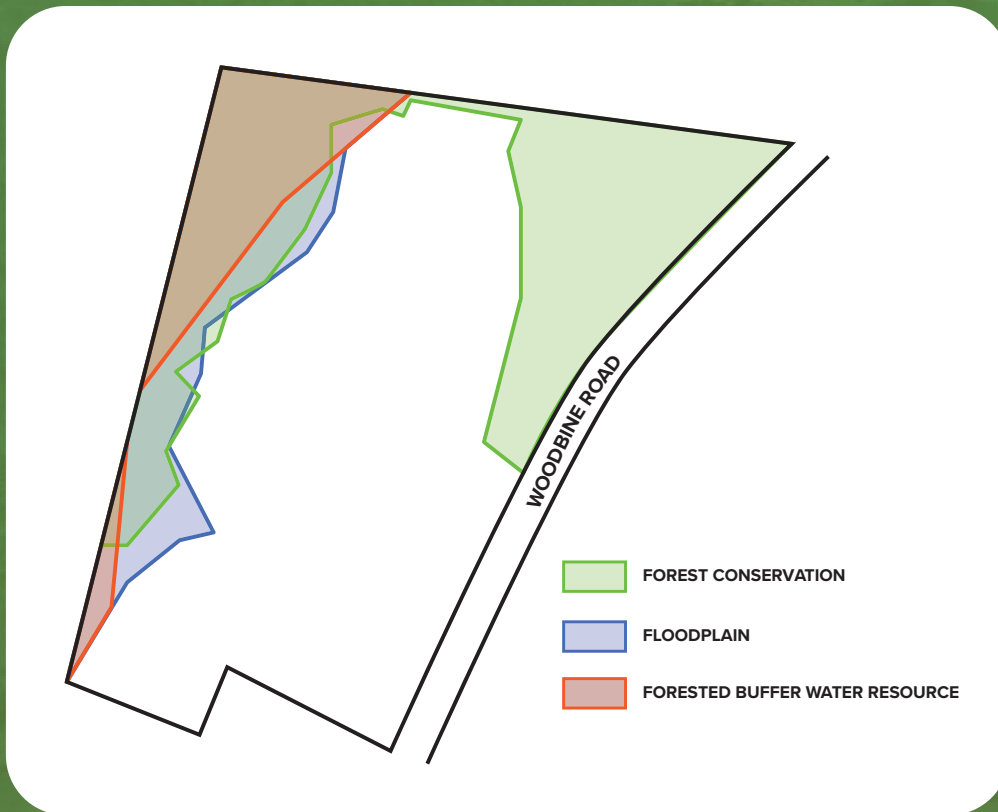 WOODBINE ROAD
FOREST CONSERVATION
FLOODPLAIN
FORESTED BUFFER WATER RESOURCE